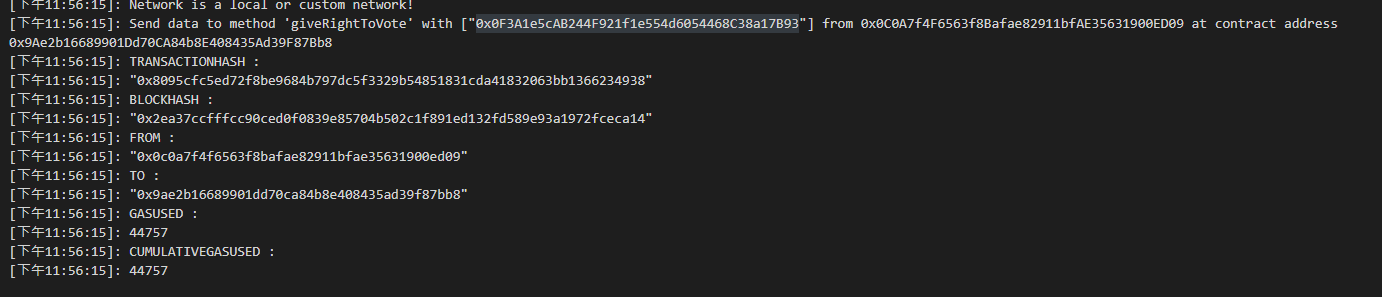 [下午11:56:15]: Network is a local or custom network!
[下午11:56:15]: Send data to method 'giveRightToVote' with ["0x0F3A1e5cAB244F921f1e554d6054468C38a17B93"] from 0x0C0A7f4F6563f8Bafae82911bfAE35631900ED09 at contract address
0x9Ae2b16689901Dd70CA84b8E408435Ad39F87Bb8
[下午11:56:15]: TRANSACTIONHASH :
[下午11:56:15]: "0x8095cfc5ed72f8be9684b797dc5f3329b54851831cda41832063bb1366234938"
[下午11:56:15]: BLOCKHASH :
[下午11:56:15]: "0x2ea37ccfffcc90ced0f0839e85704b502c1f891ed132fd589e93a1972fceca14"
[下午11:56:15]: FROM :
[下午11:56:15]: "0x0c0a7f4f6563f8bafae82911bfae35631900ed09"
[下午11:56:15]: TO :
[下午11:56:15]: "0x9ae2b16689901dd70ca84b8e408435ad39f87bb8"
[下午11:56:15]: GASUSED :
[下午11:56:15]: 44757
[下午11:56:15]: CUMULATIVEGASUSED :
[下午11:56:15]: 44757